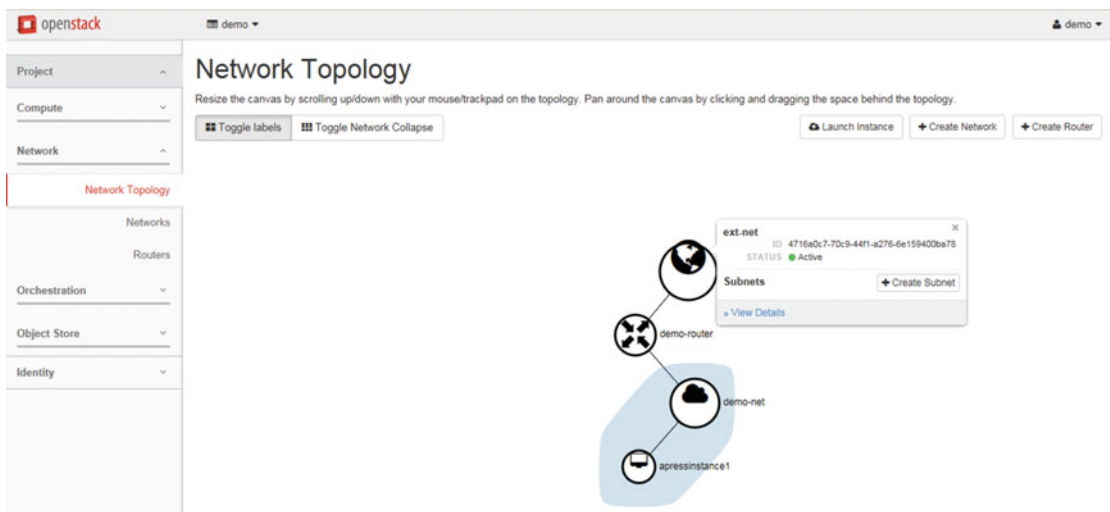 openstack
demo
demo
Project
Compute
Network
Network Topology
Networks
Routers
Orchestration
Object Store
Identity
Network Topology
Resize the canvas by scrolling up/down with your mouse/trackpad on the topology. Pan around the canvas by clicking and dragging the space behind the topology.
Toggle labels
Toggle Network Collapse
Launch Instance
+ Create Network
+ Create Router
ext-net
ID 4716a0c7-70c9-44f1-a276-6e159400ba78
STATUS Active
Subnets
+ Create Subnet
» View Details
demo-router
demo-net
apressinstance1